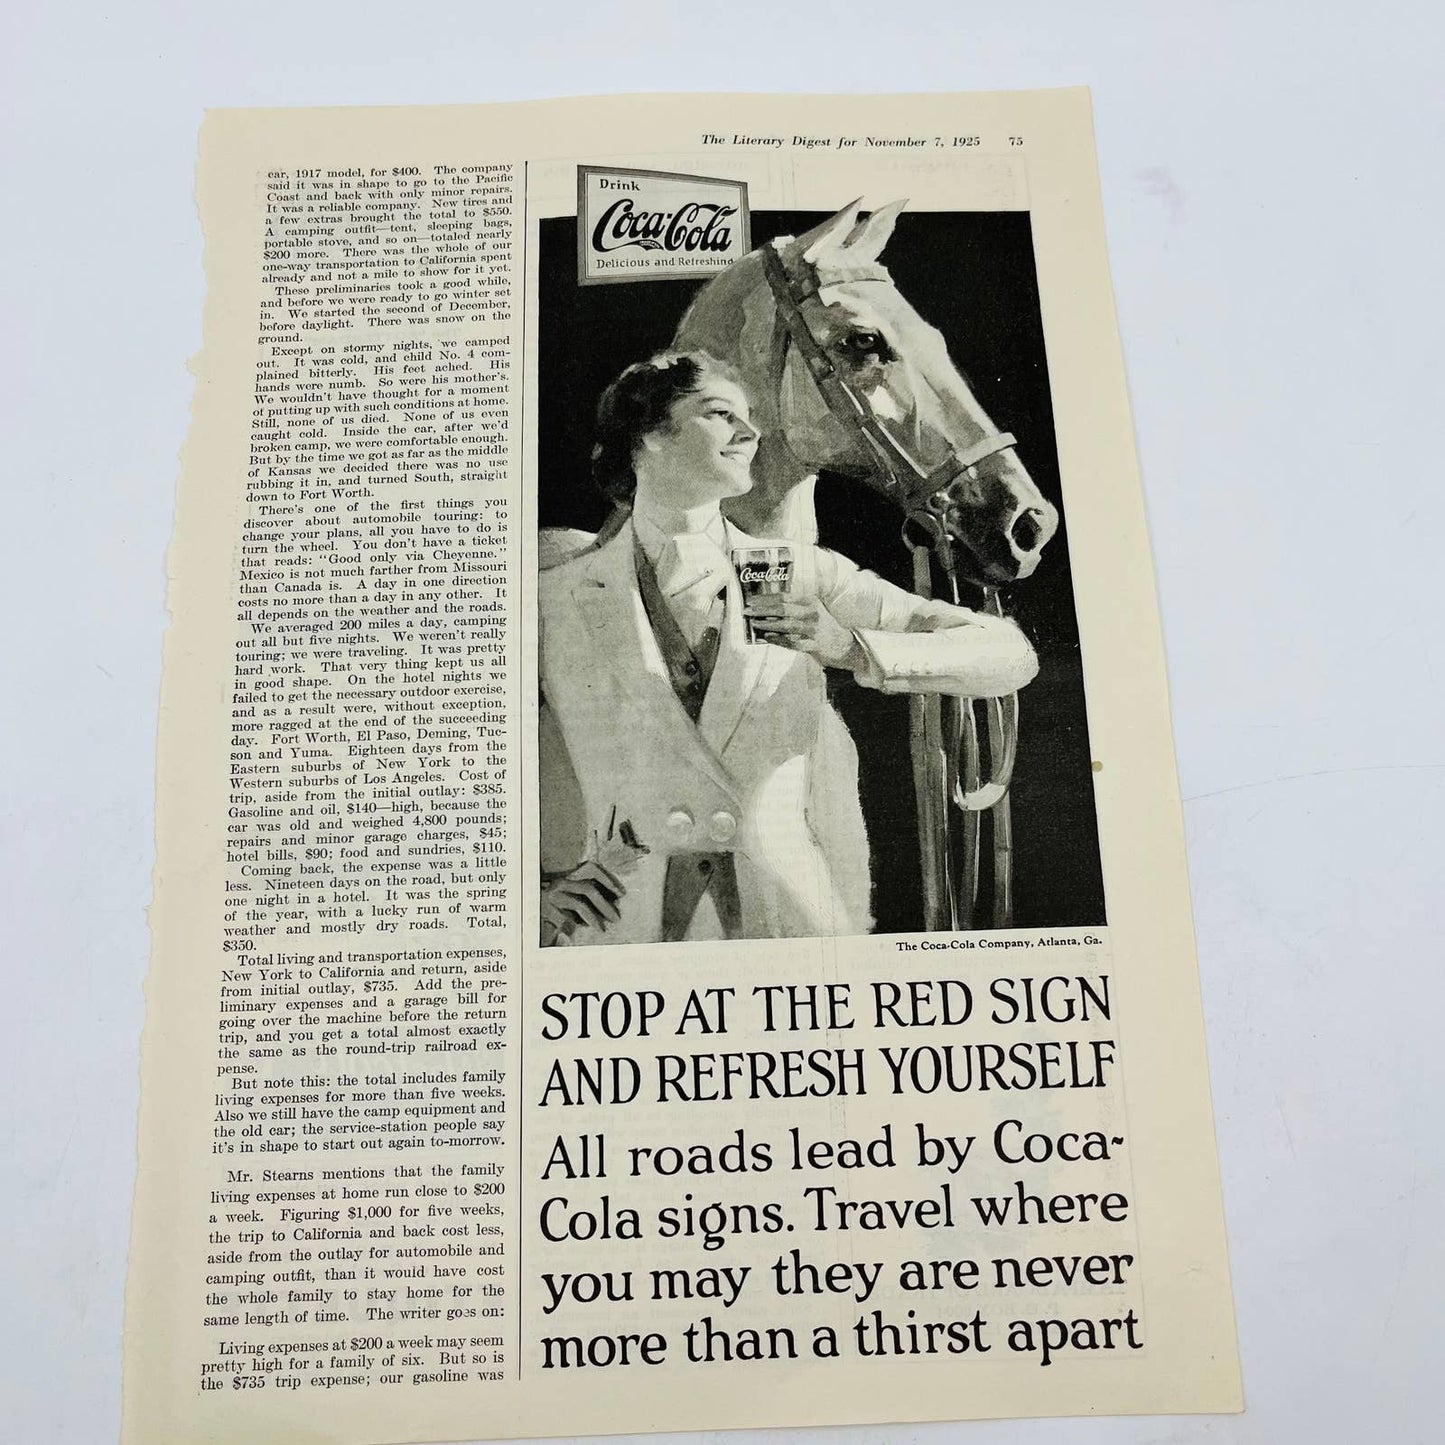 The Literary Digest for November 7, 1925 75
car, 1917 model, for $400. The company
said it was in shape to go to the Pacific
Coast and back with only minor repairs.
It was a reliable company. New tires and
a few extras brought the total to $550.
A camping outfit—tent, sleeping bags,
portable stove, and so on—totaled nearly
$200 more. There was the whole of our
one-way transportation to California spent
already and not a mile to show for it yet.
These preliminaries took a good while,
and before we were ready to go winter set
in. We started the second of December,
before daylight. There was snow on the
ground.
Except on stormy nights, we camped
out. It was cold, and child No. 4 com-
plained bitterly. His feet ached. His
hands were numb. So were his mother's.
We wouldn't have thought for a moment
of putting up with such conditions at home.
Still, none of us died. None of us even
caught cold. Inside the car, after we'd
broken camp, we were comfortable enough.
But by the time we got as far as the middle
of Kansas we decided there was no use
rubbing it in, and turned South, straight
down to Fort Worth.
There's one of the first things you
discover about automobile touring: to
change your plans, all you have to do is
turn the wheel. You don't have a ticket
that reads: "Good only via Cheyenne."
Mexico is not much farther from Missouri
than Canada is. A day in one direction
costs no more than a day in any other. It
all depends on the weather and the roads.
We averaged 200 miles a day, camping
out all but five nights. We weren't really
touring; we were traveling. It was pretty
hard work. That very thing kept us all
in good shape. On the hotel nights we
failed to get the necessary outdoor exercise,
and as a result were, without exception,
more ragged at the end of the succeeding
day. Fort Worth, El Paso, Deming, Tuc-
son and Yuma. Eighteen days from the
Eastern suburbs of New York to the
Western suburbs of Los Angeles. Cost of
trip, aside from the initial outlay: $385.
Gasoline and oil, $140—high, because the
car was old and weighed 4,800 pounds;
repairs and minor garage charges, $45;
hotel bills, $90; food and sundries, $110.
Coming back, the expense was a little
less. Nineteen days on the road, but only
one night in a hotel. It was the spring
of the year, with a lucky run of warm
weather and mostly dry roads. Total,
$350.
Total living and transportation expenses,
New York to California and return, aside
from initial outlay, $735. Add the pre-
liminary expenses and a garage bill for
going over the machine before the return
trip, and you get a total almost exactly
the same as the round-trip railroad ex-
pense.
But note this: the total includes family
living expenses for more than five weeks.
Also we still have the camp equipment and
the old car; the service-station people say
it's in shape to start out again to-morrow.
Mr. Stearns mentions that the family
living expenses at home run close to $200
a week. Figuring $1,000 for five weeks,
the trip to California and back cost less,
aside from the outlay for automobile and
camping outfit, than it would have cost
the whole family to stay home for the
same length of time. The writer goes on:
Living expenses at $200 a week may seem
pretty high for a family of six. But so is
the $735 trip expense; our gasoline was
Drink
Coca-Cola
Delicious and Refreshing
Coca-Cola
The Coca-Cola Company, Atlanta, Ga.
STOP AT THE RED SIGN
AND REFRESH YOURSELF
All roads lead by Coca-
Cola signs. Travel where
you may they are never
more than a thirst apart